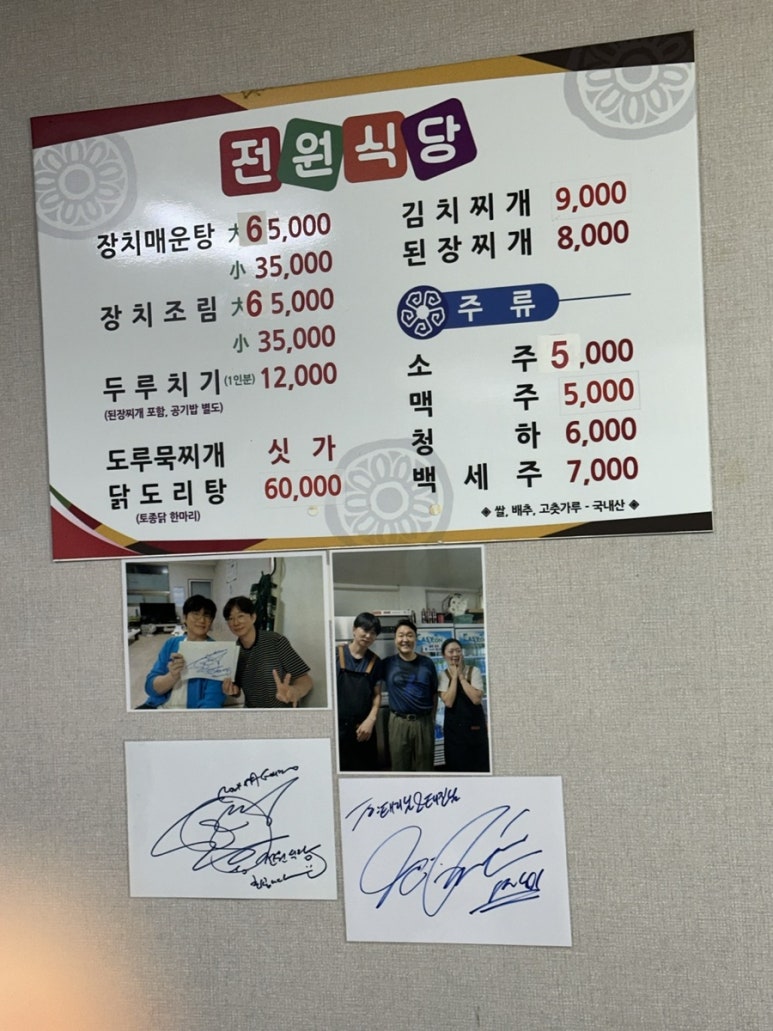 전원식당
장치매운탕 大 65,000
小 35,000
장치조림 大 65,000
小 35,000
두루치기 (1인분) 12,000
(된장찌개 포함, 공기밥 별도)
도루묵찌개 싯가
닭도리탕 60,000
(토종닭 한마리)
김치찌개 9,000
된장찌개 8,000
주류
소주 5,000
맥주 5,000
청하 6,000
백세주 7,000
◈ 쌀, 배추, 고춧가루 - 국내산 ◈
전원식당